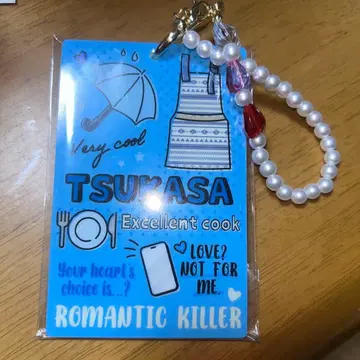 Very cool
TSUKASA
Excellent cook
LOVE?
NOT FOR
ME.
Your heart's
choice is...?
ROMANTIC KILLER